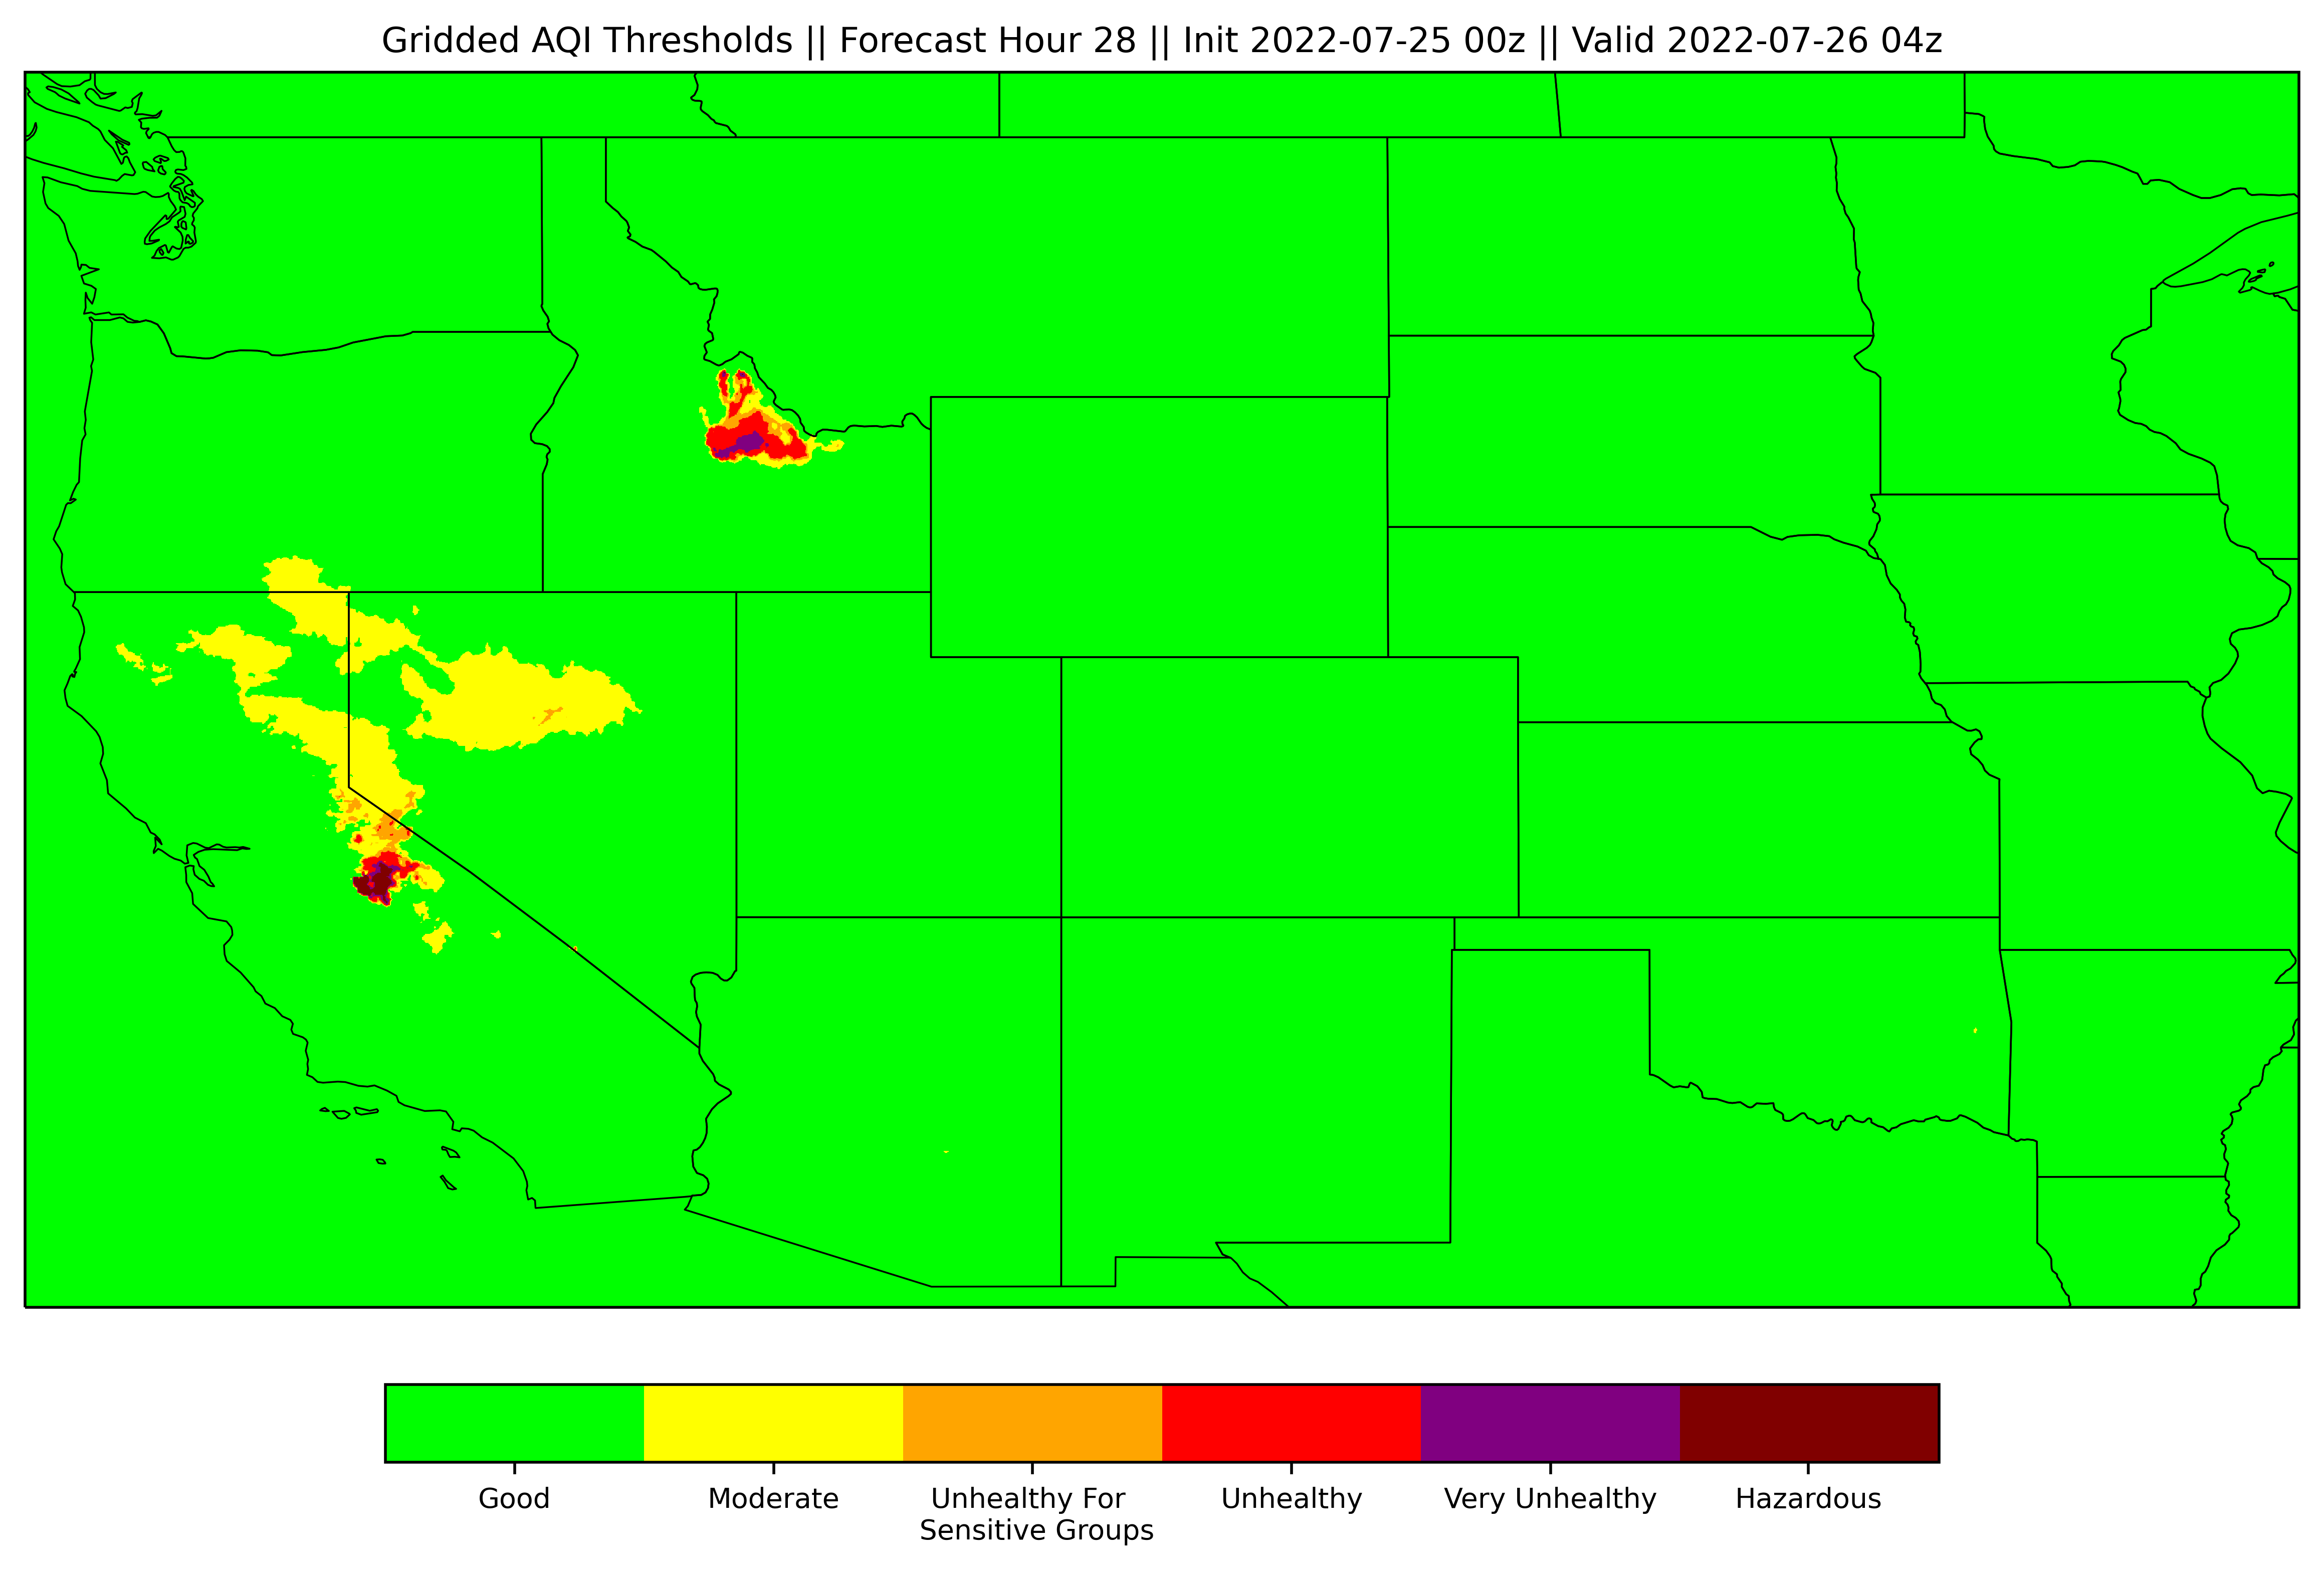 Gridded AQI Thresholds || Forecast Hour 28 || Init 2022-07-25 00z || Valid 2022-07-26 04z
Good
Moderate
Unhealthy For
Sensitive Groups
Unhealthy
Very Unhealthy
Hazardous